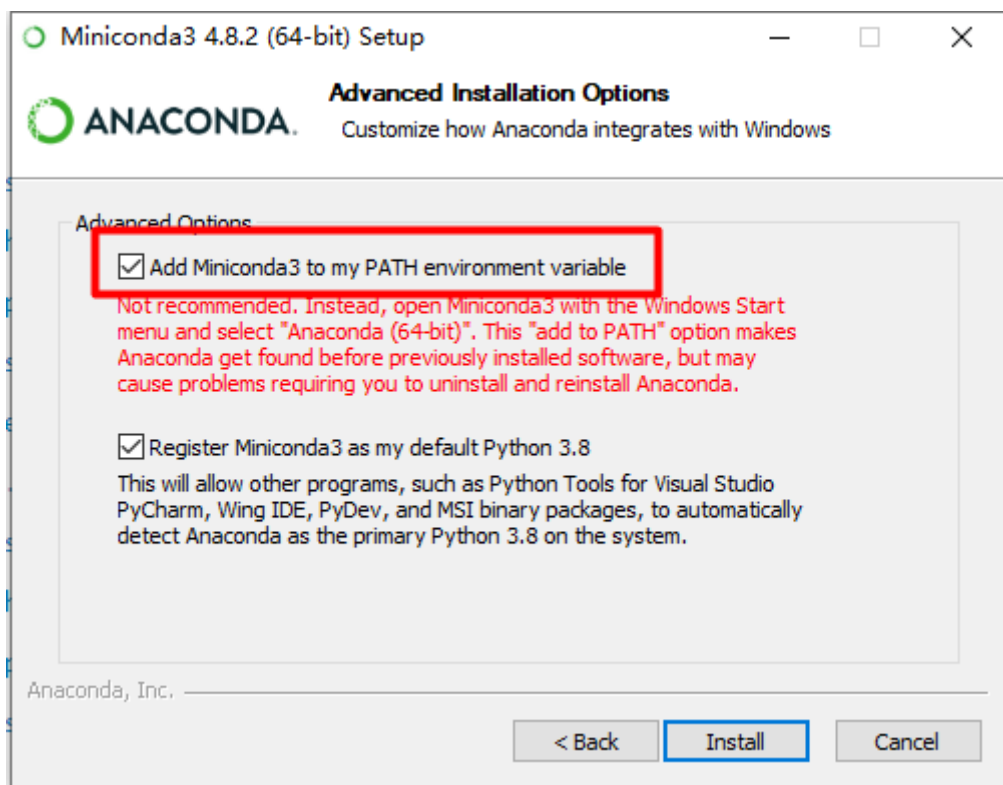 Miniconda3 4.8.2 (64-bit) Setup
ANACONDA.
Advanced Installation Options
Customize how Anaconda integrates with Windows
Advanced Options
Add Miniconda3 to my PATH environment variable
Not recommended. Instead, open Miniconda3 with the Windows Start
menu and select "Anaconda (64-bit)". This "add to PATH" option makes
Anaconda get found before previously installed software, but may
cause problems requiring you to uninstall and reinstall Anaconda.
Register Miniconda3 as my default Python 3.8
This will allow other programs, such as Python Tools for Visual Studio
PyCharm, Wing IDE, PyDev, and MSI binary packages, to automatically
detect Anaconda as the primary Python 3.8 on the system.
Anaconda, Inc.
< Back
Install
Cancel